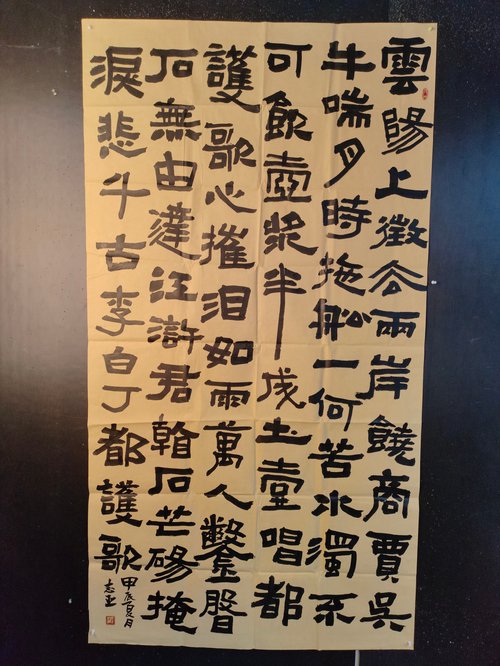 雲陽上徵去兩岸饒商賈吳
牛喘月時拖船一何苦水濁不
可飲壺漿半成土壹唱都
護歌心摧泪如雨萬人鑿
石無由達江滸君看石芒碭掩
淚悲千古李白丁都護歌
甲辰夏月